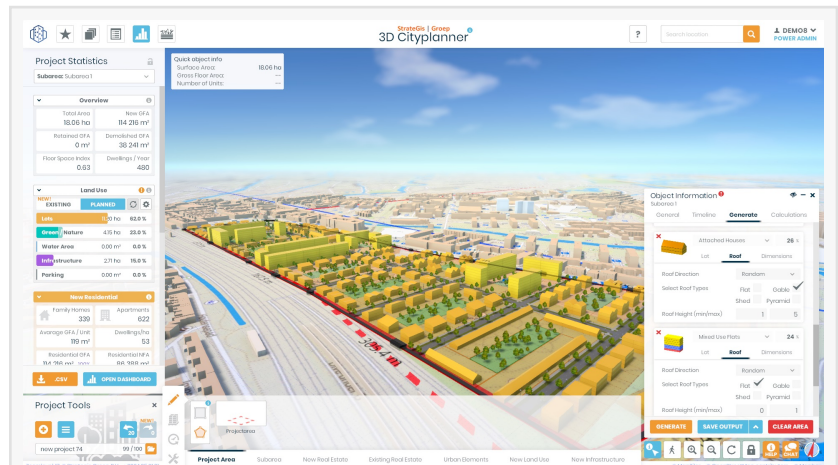 StrateGis | Groep
3D Cityplanner
?
Search location
DEMO8
POWER ADMIN
Project Statistics
Subarea: Subarea 1
Overview
Total Area
18.06 ha
New GFA
114 216 m²
Retained GFA
0 m²
Demolished GFA
38 241 m²
Floor Space Index
0.63
Dwellings / Year
480
Land Use
NEW!
EXISTING
PLANNED
Lots
ha 62.0 %
Green/Nature 4.15 ha 23.0 %
Water Area 0.00 m² 0.0 %
Infrastructure 2.71 ha 15.0 %
Parking 0.00 m² 0.0 %
New Residential
Family Homes
339
Apartments
622
Average GFA / Unit
119 m²
Dwellings/ha
53
Residential GFA
Residential NFA
.CSV
OPEN DASHBOARD
Project Tools
NEW!
20
new project 74 99 / 100
Quick object info
Surface Area: 18.06 ha
Gross Floor Area: ---
Number of Units: ---
385,4 m
Object Information
Subarea 1
General Timeline Generate Calculations
Attached Houses 26 %
Lot Roof Dimensions
Roof Direction Random
Select Roof Types Flat Gable
Shed Pyramid
Roof Height (min/max) 1 5
Mixed Use Flats 24 %
Lot Roof Dimensions
Roof Direction Random
Select Roof Types Flat Gable
Shed Pyramid
Roof Height (min/max) 0 1
GENERATE SAVE OUTPUT CLEAR AREA
HELP CHAT
Projectarea
Project Area Subarea New Real Estate Existing Real Estate Urban Elements New Land Use New Infrastructure